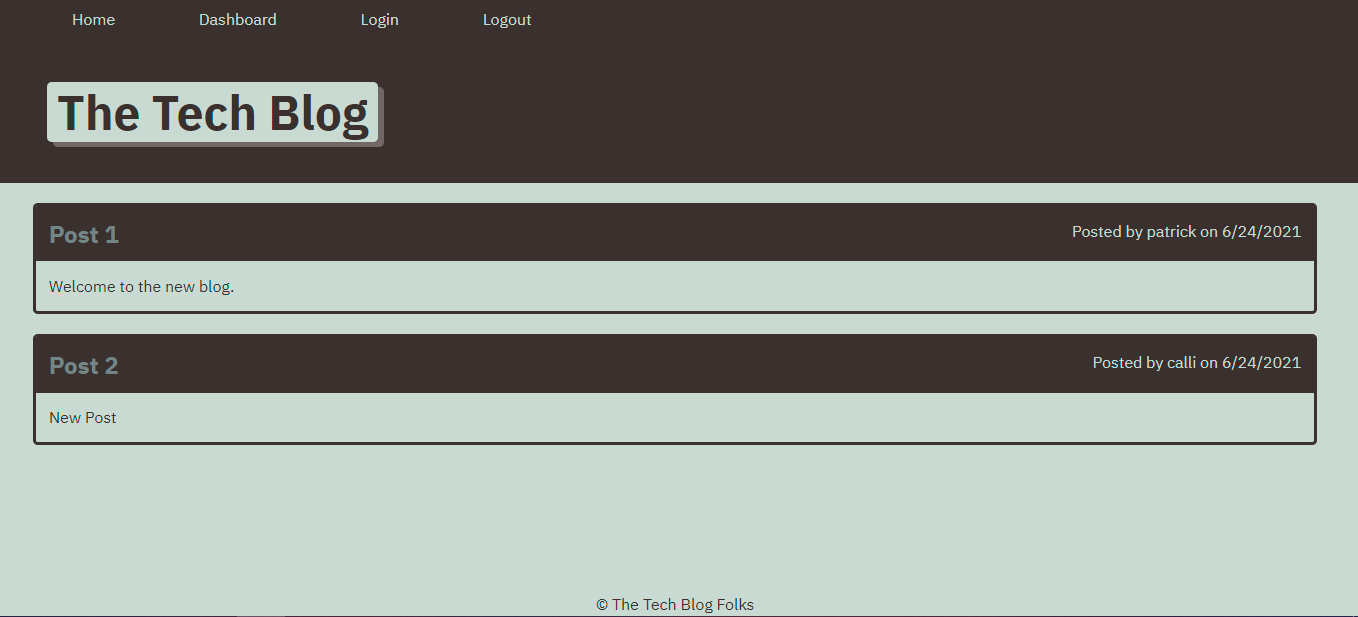 Home Dashboard Login Logout
The Tech Blog
Post 1 Posted by patrick on 6/24/2021
Welcome to the new blog.
Post 2 Posted by calli on 6/24/2021
New Post
© The Tech Blog Folks